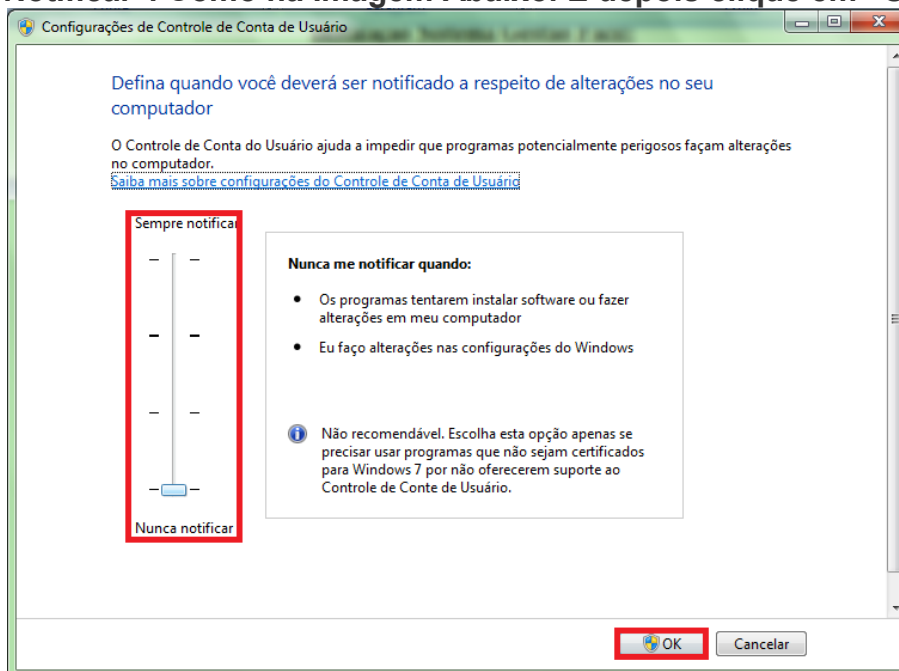 Configurações de Controle de Conta de Usuário
Defina quando você deverá ser notificado a respeito de alterações no seu
computador
O Controle de Conta do Usuário ajuda a impedir que programas potencialmente perigosos façam alterações
no computador.
Saiba mais sobre configurações do Controle de Conta de Usuário
Sempre notificar
Nunca me notificar quando:
• Os programas tentarem instalar software ou fazer
alterações em meu computador
• Eu faço alterações nas configurações do Windows
Não recomendável. Escolha esta opção apenas se
precisar usar programas que não sejam certificados
para Windows 7 por não oferecerem suporte ao
Controle de Conte de Usuário.
Nunca notificar
OK
Cancelar